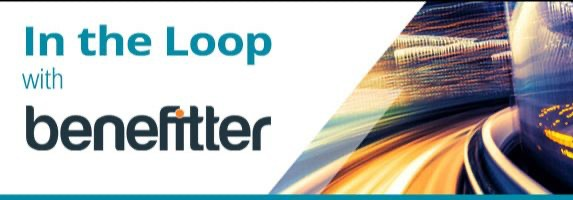 In the Loop
with
benefitter